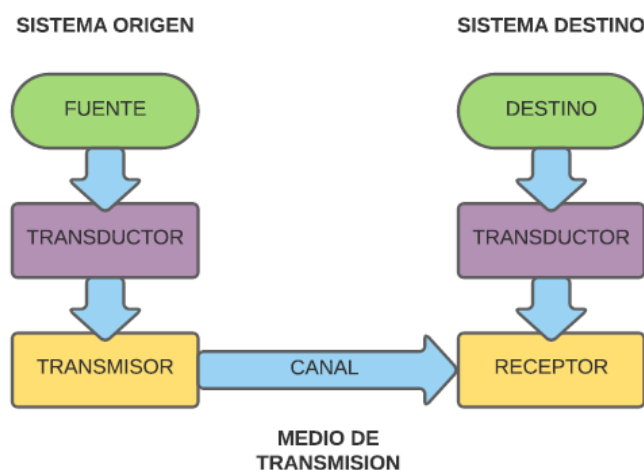 SISTEMA ORIGEN
SISTEMA DESTINO
FUENTE
DESTINO
TRANSDUCTOR
TRANSDUCTOR
TRANSMISOR
CANAL
RECEPTOR
MEDIO DE
TRANSMISION